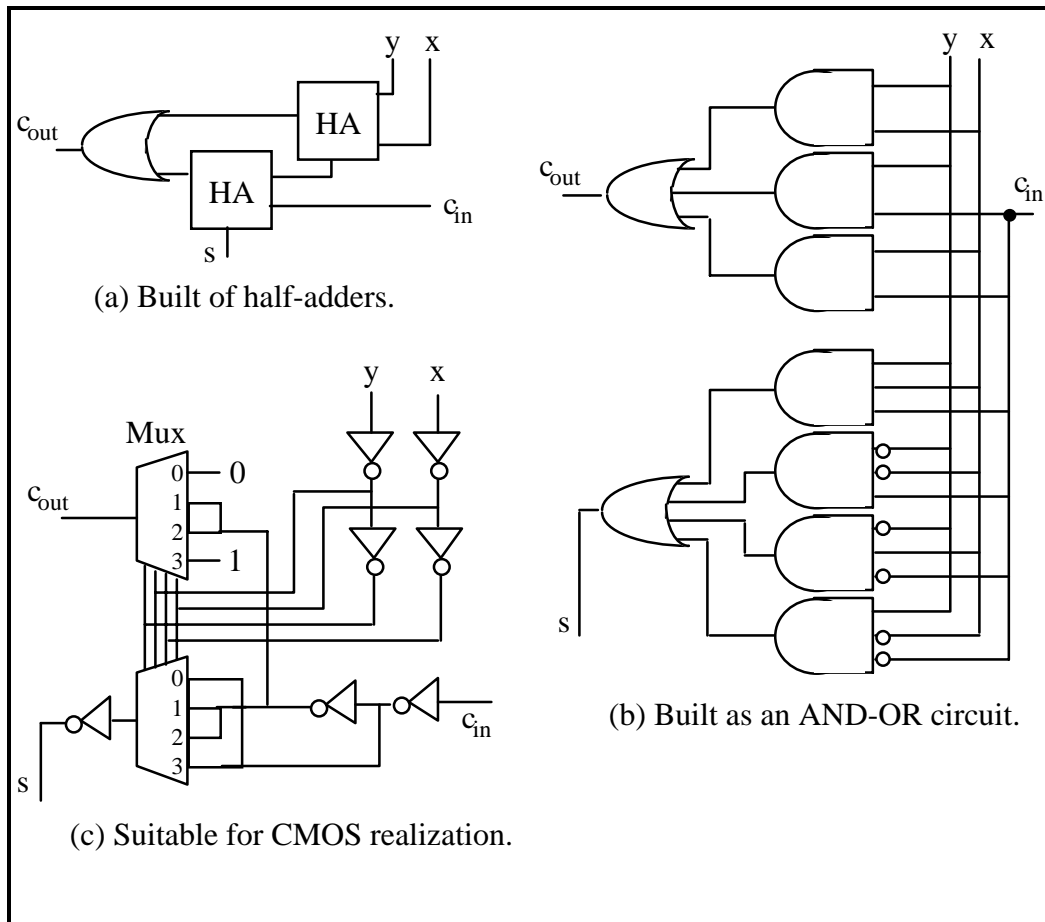 y x
HA
c_out
HA
c_in
s
(a) Built of half-adders.
y x
c_out
c_in
s
(b) Built as an AND-OR circuit.
y x
Mux
0 0
1
c_out
2
3 1
0
1
2
c_in
3
s
(c) Suitable for CMOS realization.